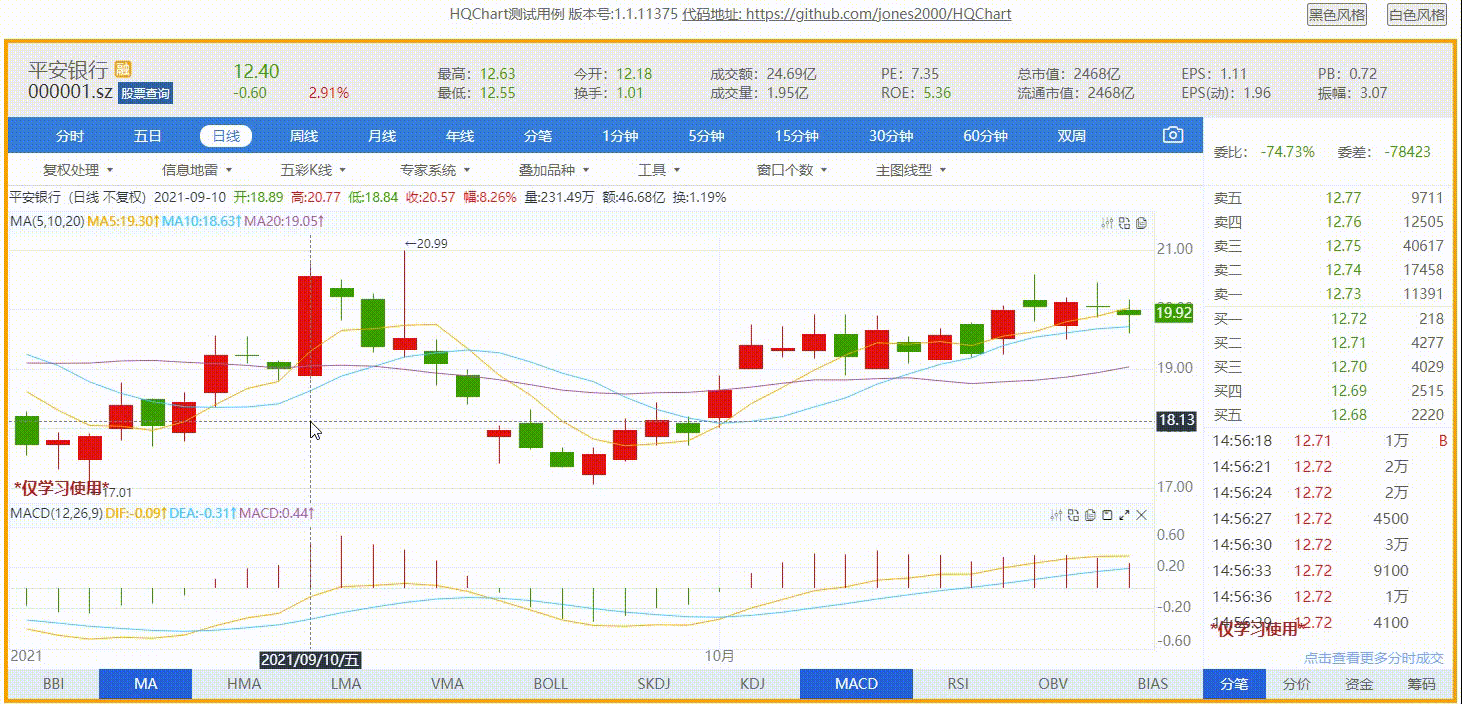 HQChart测试用例 版本号:1.1.11375 代码地址: https://github.com/jones2000/HQChart
黑色风格 白色风格
平安银行 融 12.40 最高: 12.63 今开: 12.18 成交额: 24.69亿 PE: 7.35 总市值: 2468亿 EPS: 1.11 PB: 0.72
000001.sz 股票查询 -0.60 2.91% 最低: 12.55 换手: 1.01 成交量: 1.95亿 ROE: 5.36 流通市值: 2468亿 EPS(动): 1.96 振幅: 3.07
分时 五日 日线 周线 月线 年线 分笔 1分钟 5分钟 15分钟 30分钟 60分钟 双周
委比: -74.73% 委差: -78423
复权处理 信息地雷 五彩K线 专家系统 叠加品种 工具 窗口个数 主图线型
平安银行 (日线 不复权) 2021-09-10 开:18.89 高:20.77 低:18.84 收:20.57 幅:8.26% 量:231.49万 额:46.68亿 换:1.19%
MA(5,10,20) MA5:19.30↑ MA10:18.63↑ MA20:19.05↑
←20.99
21.00
19.92
19.00
18.13
17.00
*仅学习使用*
17.01
MACD(12,26,9) DIF:-0.09↑ DEA:-0.31↑ MACD:0.44↑
0.60
0.20
-0.20
-0.60
2021 2021/09/10/五 10月
BBI MA HMA LMA VMA BOLL SKDJ KDJ MACD RSI OBV BIAS
卖五 12.77 9711
卖四 12.76 12505
卖三 12.75 40617
卖二 12.74 17458
卖一 12.73 11391
买一 12.72 218
买二 12.71 4277
买三 12.70 4029
买四 12.69 2515
买五 12.68 2220
14:56:18 12.71 1万 B
14:56:21 12.72 2万
14:56:24 12.72 2万
14:56:27 12.72 4500
14:56:30 12.72 3万
14:56:33 12.72 9100
14:56:36 12.72 1万
14:56:39 12.72 4100
*仅学习使用*
点击查看更多分时成交
分笔 分价 资金 筹码